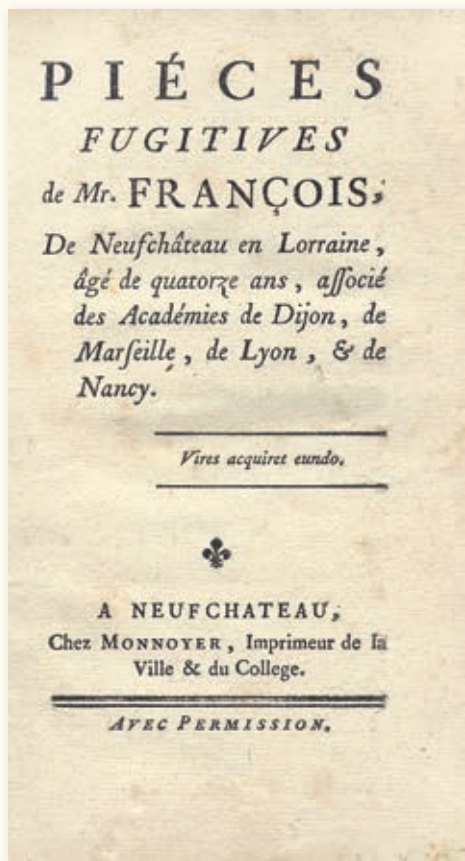 PIÉCES
FUGITIVES
de Mr. FRANÇOIS,
De Neufchâteau en Lorraine,
âgé de quatorze ans, aſſocié
des Académies de Dijon, de
Marſeille, de Lyon, & de
Nancy.
Vires acquiret eundo.
A NEUFCHATEAU,
Chez MONNOYER, Imprimeur de la
Ville & du College.
AVEC PERMISSION.